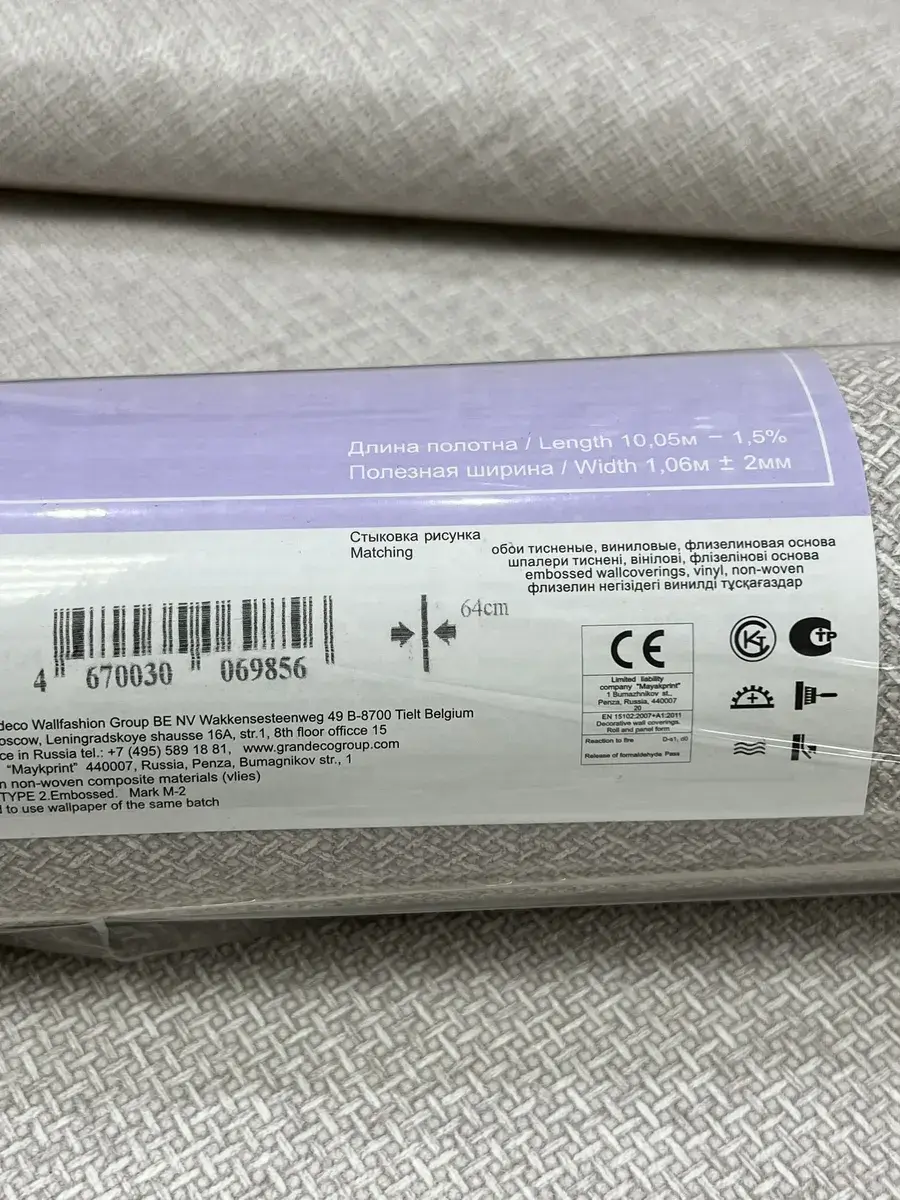 Длина полотна / Length 10,05м – 1,5%
Полезная ширина / Width 1,06м ± 2мм
Стыковка рисунка
Matching
64cm
обои тисненые, виниловые, флизелиновая основа
шпалери тиснені, вінілові, флізелінові основа
embossed wallcoverings, vinyl, non-woven
флизелин негізідегі винилді тұсқағаздар
4 670030 069856
CE
Limited liability
company "Mayakprint"
1 Bumazhnikov st.,
Penza, Russia, 440007
20
EN 15102:2007+A1:2011
Decorative wall coverings.
Roll and panel form
Reaction to fire D-s1, d0
Release of formaldehyde Pass
deco Wallfashion Group BE NV Wakkensesteenweg 49 B-8700 Tielt Belgium
oscow, Leningradskoye shausse 16A, str.1, 8th floor officce 15
ce in Russia tel.: +7 (495) 589 18 81, www.grandecogroup.com
"Maykprint" 440007, Russia, Penza, Bumagnikov str., 1
n non-woven composite materials (vlies)
TYPE 2.Embossed. Mark M-2
to use wallpaper of the same batch